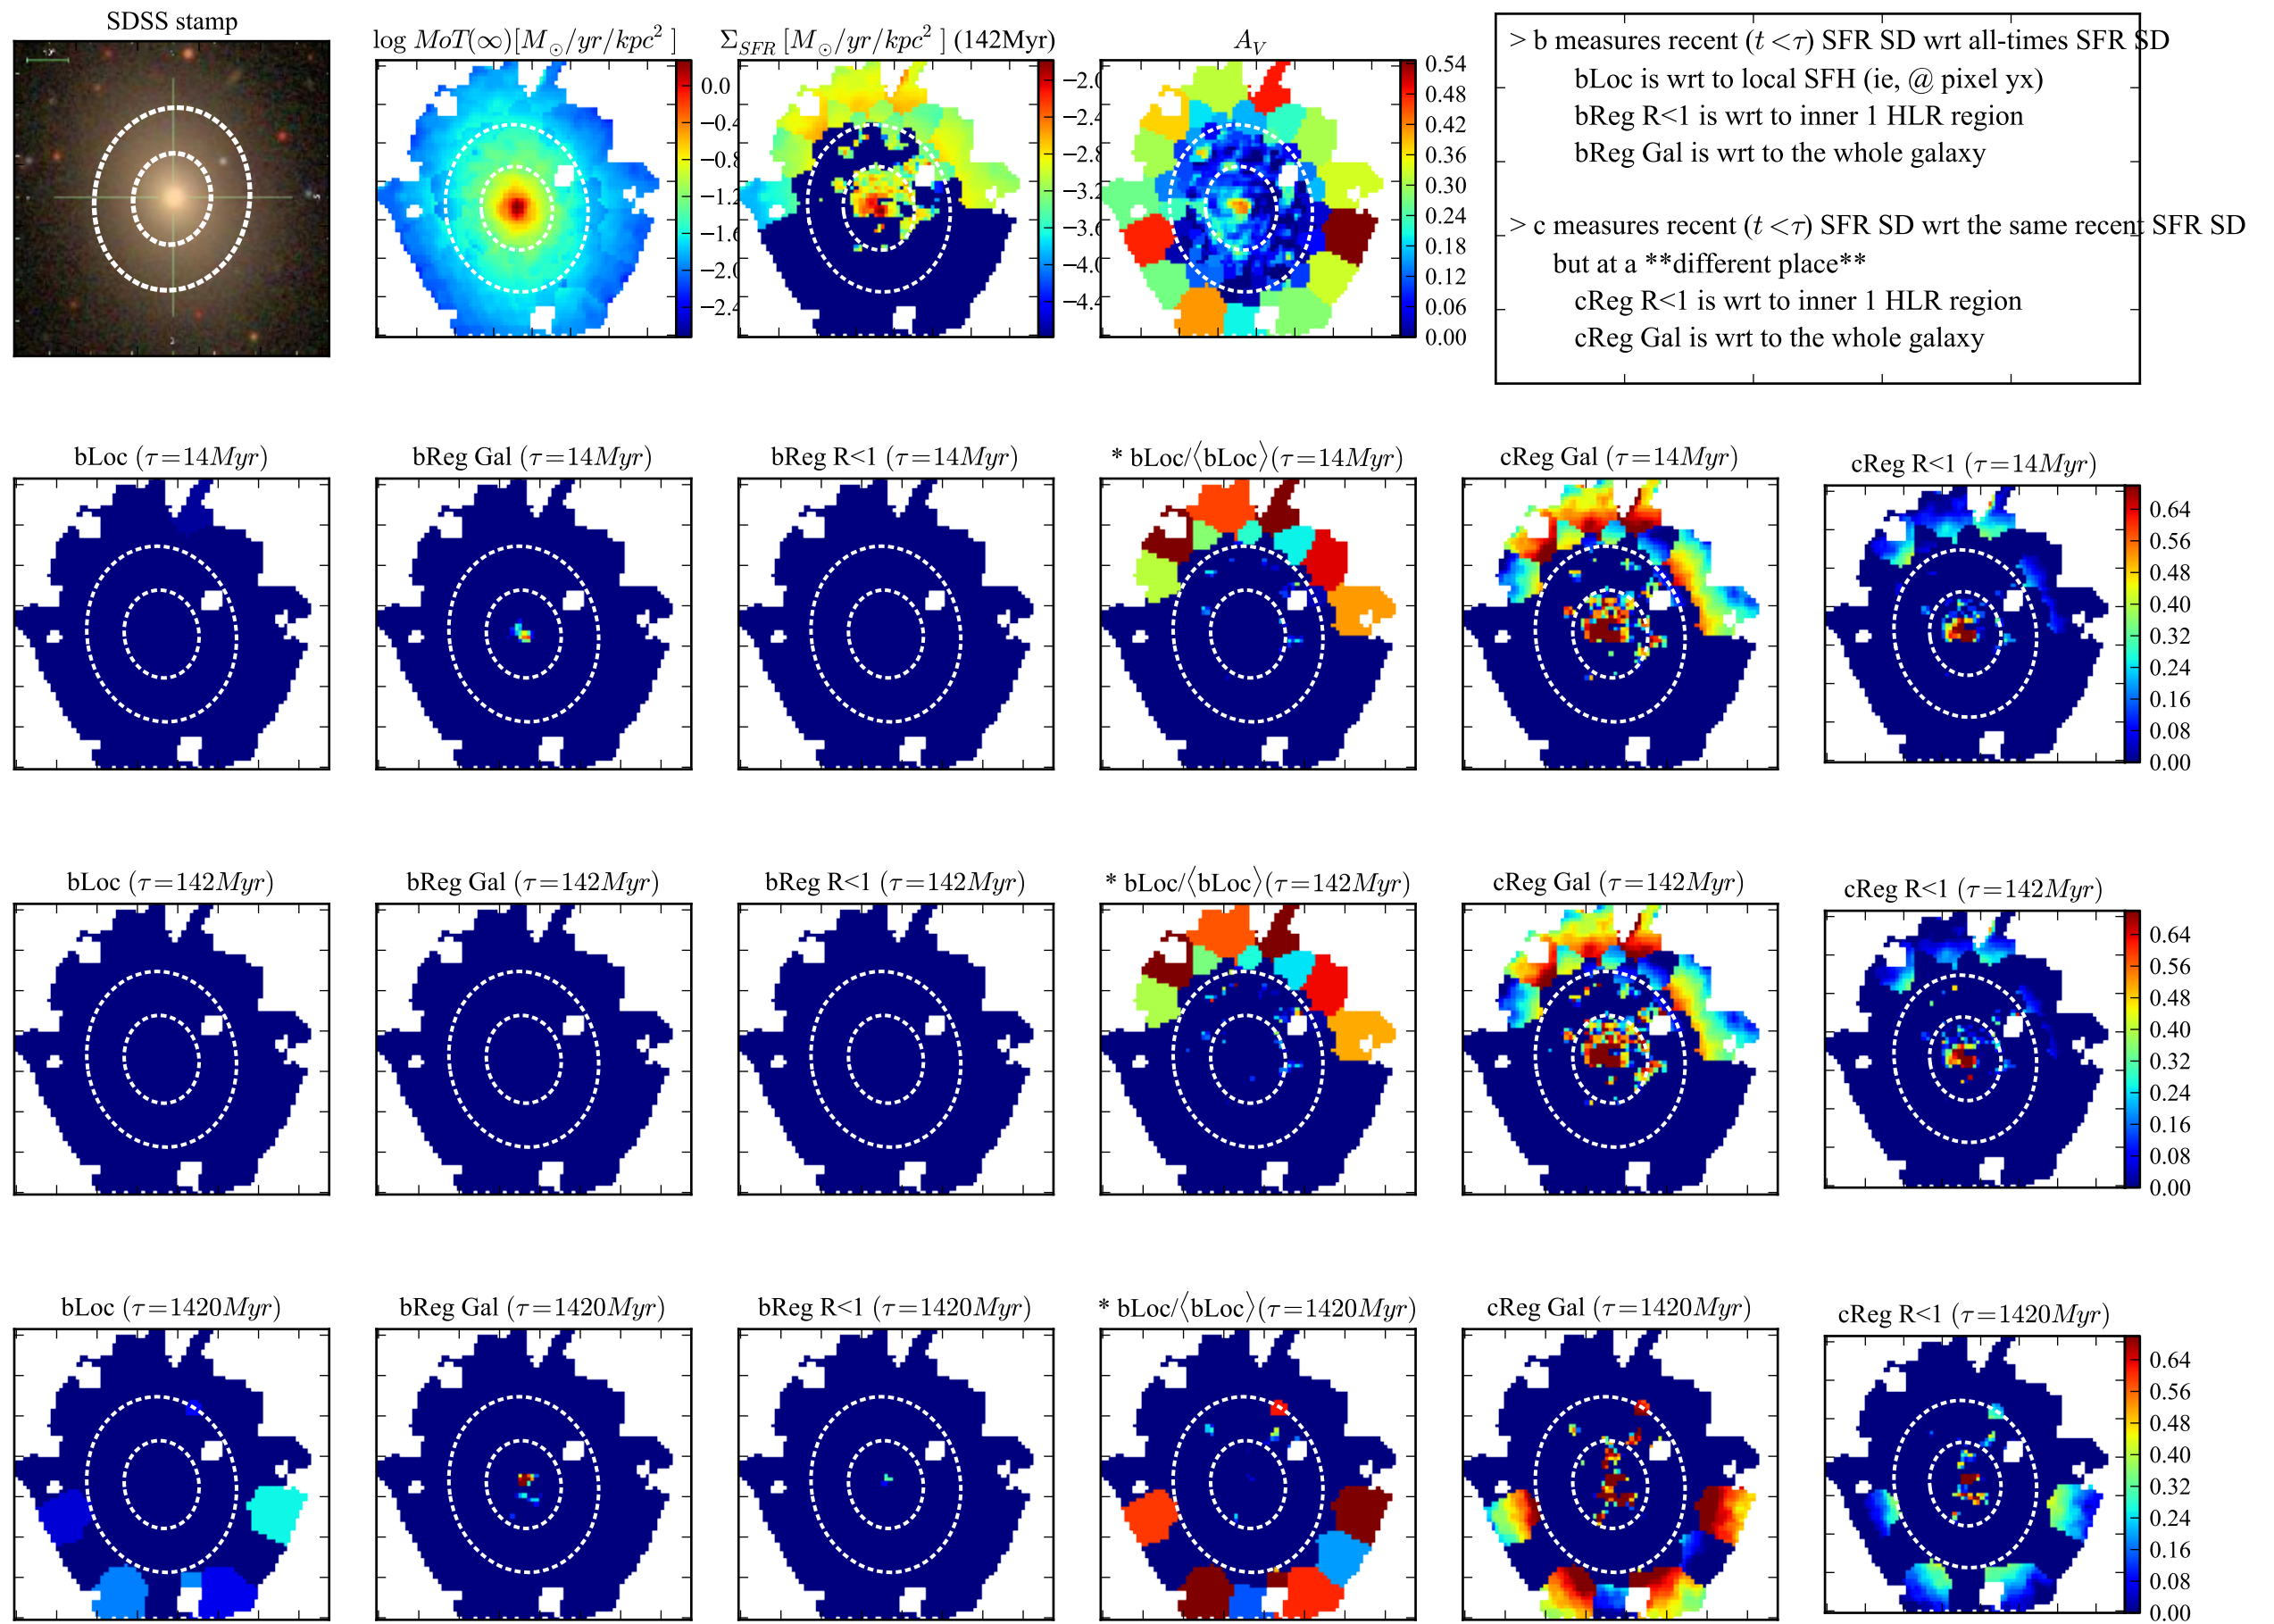 SDSS stamp
log MoT(∞)[M☉/yr/kpc² ]
Σ_SFR [M☉/yr/kpc² ] (142Myr)
A_V
0.0
−0.4
−0.8
−1.2
−1.6
−2.0
−2.4
−2.0
−2.4
−2.8
−3.2
−3.6
−4.0
−4.4
0.54
0.48
0.42
0.36
0.30
0.24
0.18
0.12
0.06
0.00
> b measures recent (t <τ) SFR SD wrt all-times SFR SD
bLoc is wrt to local SFH (ie, @ pixel yx)
bReg R<1 is wrt to inner 1 HLR region
bReg Gal is wrt to the whole galaxy
> c measures recent (t <τ) SFR SD wrt the same recent SFR SD
but at a **different place**
cReg R<1 is wrt to inner 1 HLR region
cReg Gal is wrt to the whole galaxy
bLoc (τ=14Myr)
bReg Gal (τ=14Myr)
bReg R<1 (τ=14Myr)
* bLoc/⟨bLoc⟩(τ=14Myr)
cReg Gal (τ=14Myr)
cReg R<1 (τ=14Myr)
0.64
0.56
0.48
0.40
0.32
0.24
0.16
0.08
0.00
bLoc (τ=142Myr)
bReg Gal (τ=142Myr)
bReg R<1 (τ=142Myr)
* bLoc/⟨bLoc⟩(τ=142Myr)
cReg Gal (τ=142Myr)
cReg R<1 (τ=142Myr)
0.64
0.56
0.48
0.40
0.32
0.24
0.16
0.08
0.00
bLoc (τ=1420Myr)
bReg Gal (τ=1420Myr)
bReg R<1 (τ=1420Myr)
* bLoc/⟨bLoc⟩(τ=1420Myr)
cReg Gal (τ=1420Myr)
cReg R<1 (τ=1420Myr)
0.64
0.56
0.48
0.40
0.32
0.24
0.16
0.08
0.00